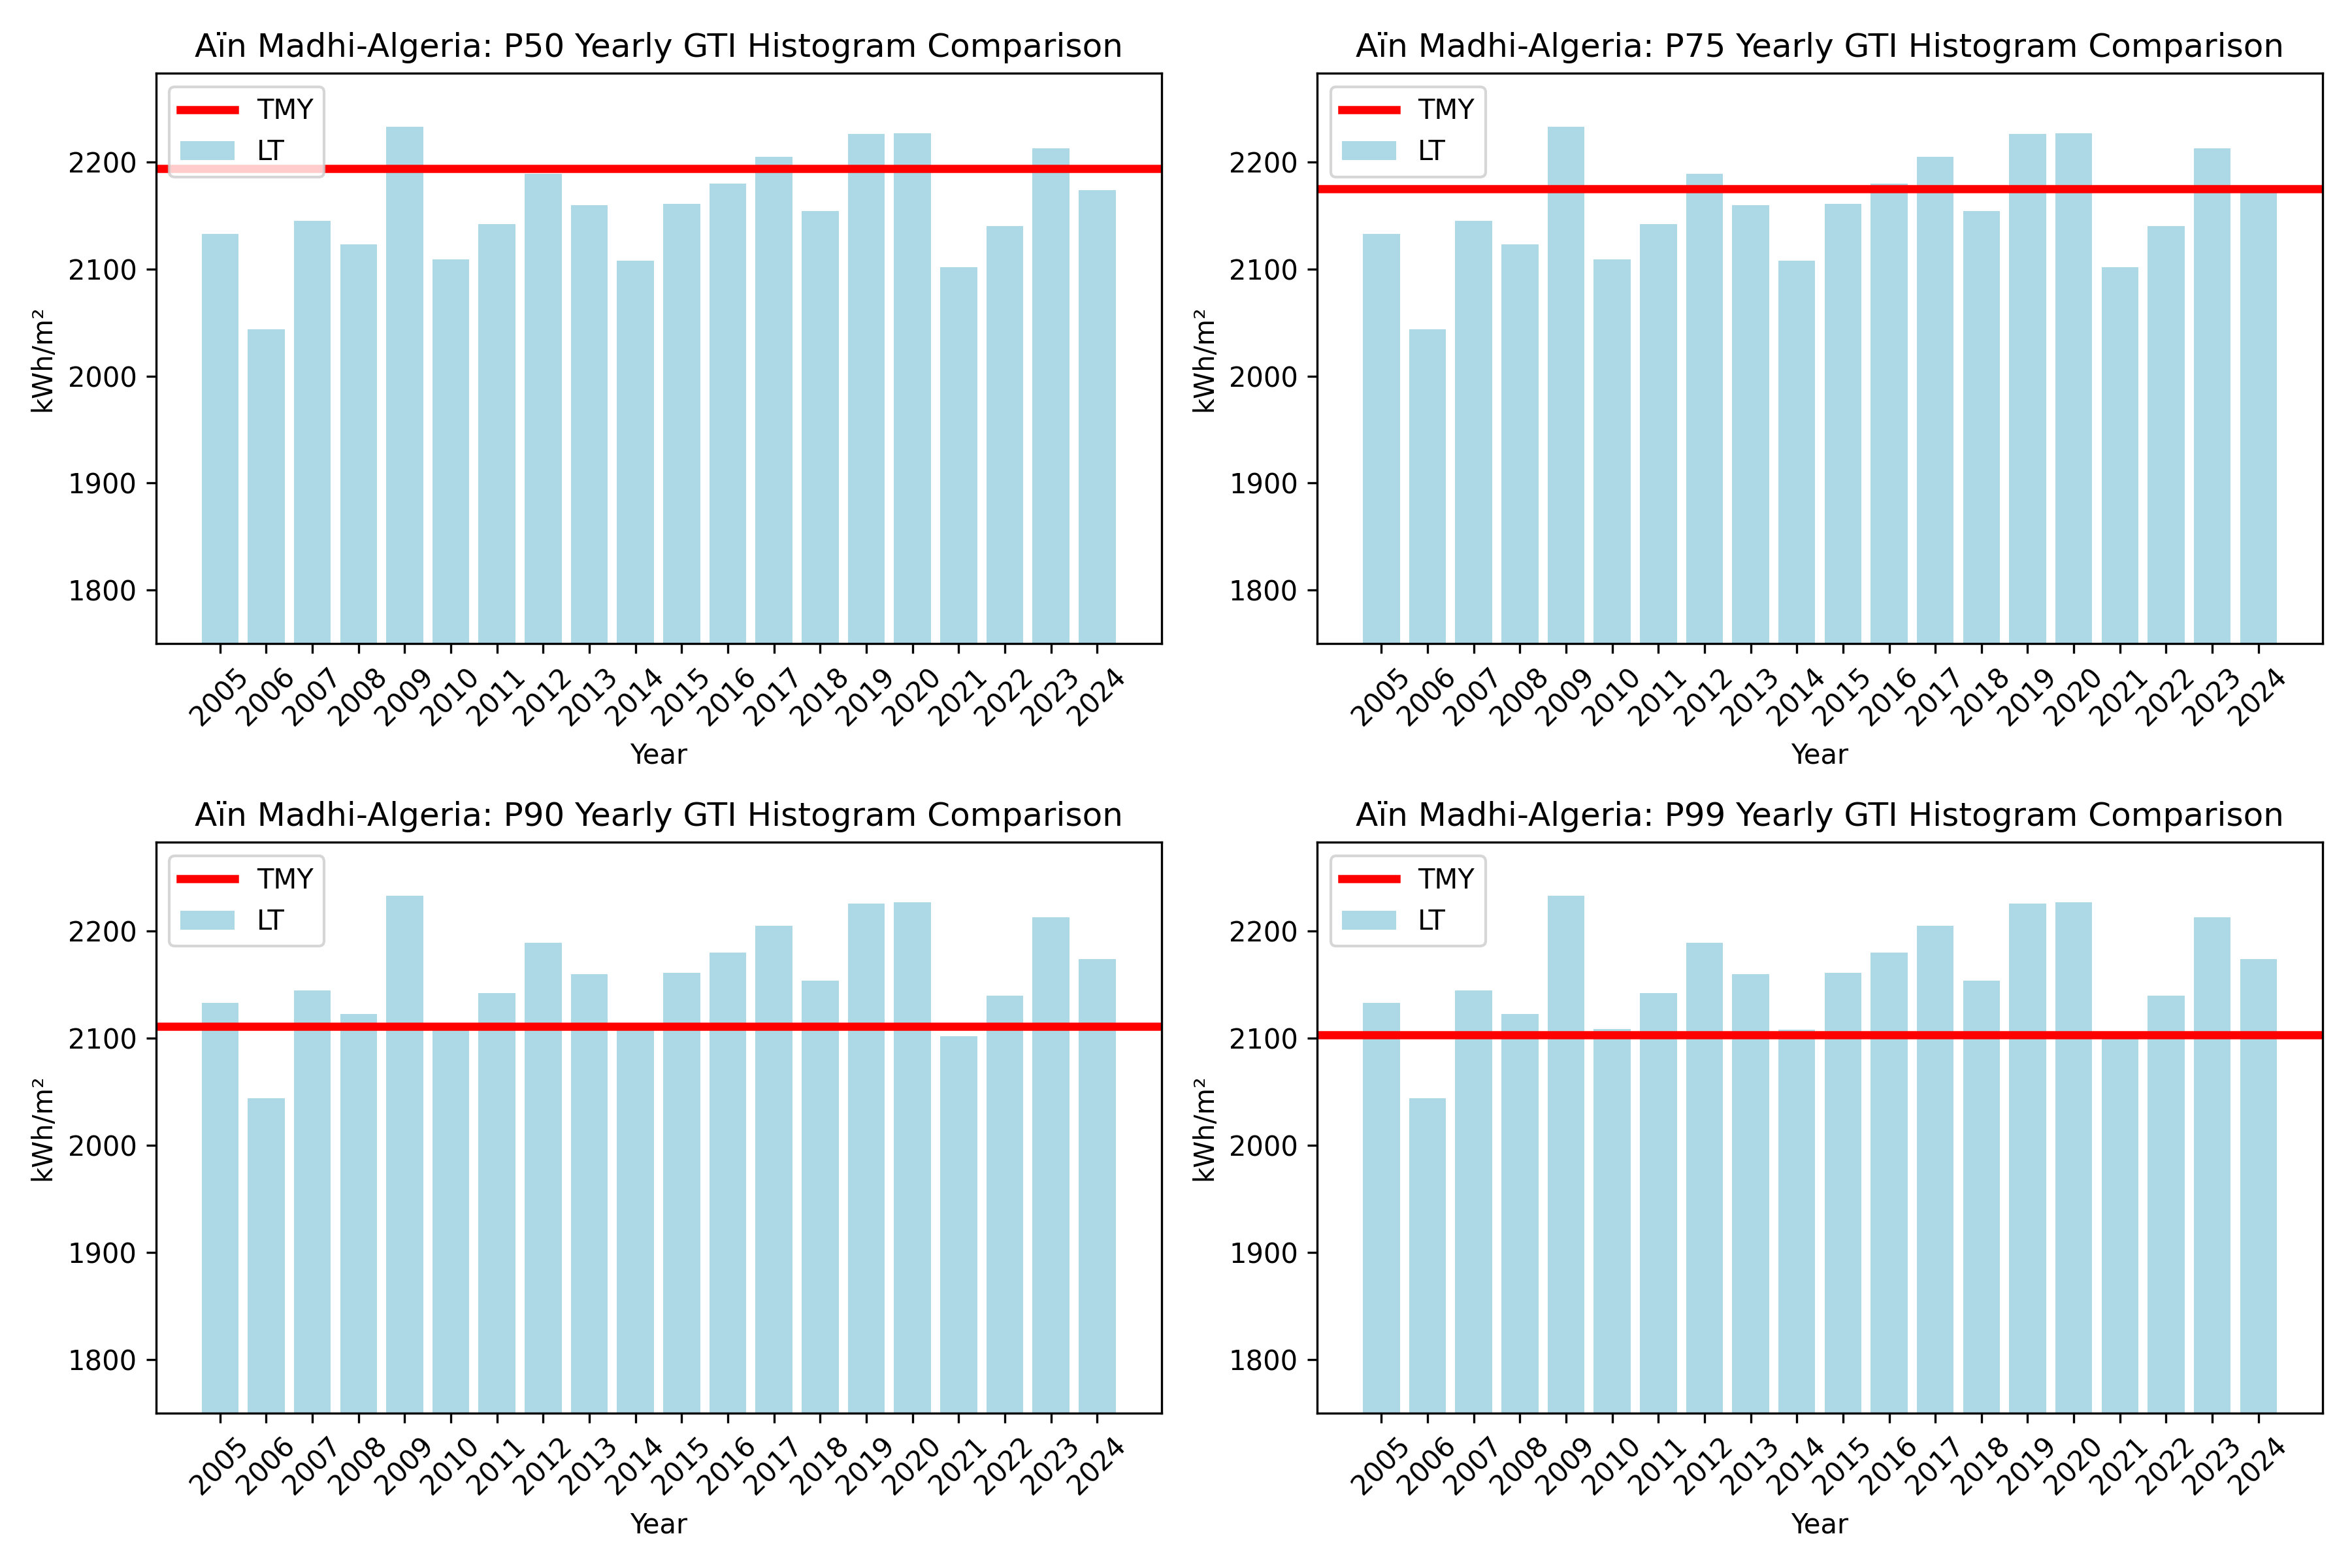 Aïn Madhi-Algeria: P50 Yearly GTI Histogram Comparison
TMY
LT
2200
2100
2000
1900
1800
kWh/m²
2005 2006 2007 2008 2009 2010 2011 2012 2013 2014 2015 2016 2017 2018 2019 2020 2021 2022 2023 2024
Year
Aïn Madhi-Algeria: P75 Yearly GTI Histogram Comparison
TMY
LT
2200
2100
2000
1900
1800
kWh/m²
2005 2006 2007 2008 2009 2010 2011 2012 2013 2014 2015 2016 2017 2018 2019 2020 2021 2022 2023 2024
Year
Aïn Madhi-Algeria: P90 Yearly GTI Histogram Comparison
TMY
LT
2200
2100
2000
1900
1800
kWh/m²
2005 2006 2007 2008 2009 2010 2011 2012 2013 2014 2015 2016 2017 2018 2019 2020 2021 2022 2023 2024
Year
Aïn Madhi-Algeria: P99 Yearly GTI Histogram Comparison
TMY
LT
2200
2100
2000
1900
1800
kWh/m²
2005 2006 2007 2008 2009 2010 2011 2012 2013 2014 2015 2016 2017 2018 2019 2020 2021 2022 2023 2024
Year